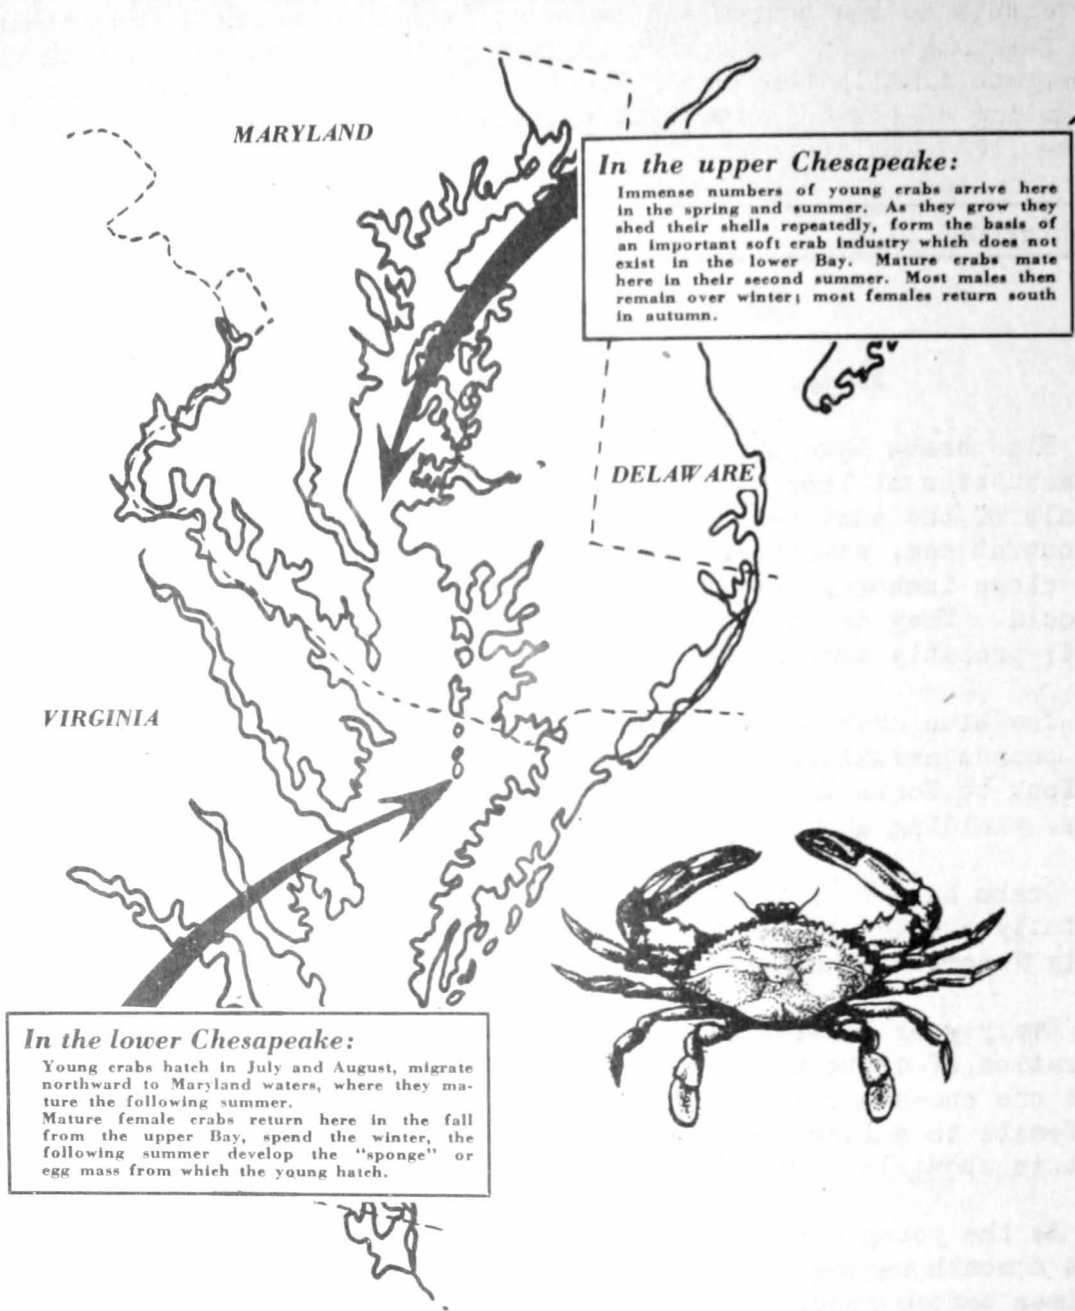 MARYLAND
In the upper Chesapeake:
Immense numbers of young crabs arrive here
in the spring and summer. As they grow they
shed their shells repeatedly, form the basis of
an important soft crab industry which does not
exist in the lower Bay. Mature crabs mate
here in their second summer. Most males then
remain over winter; most females return south
in autumn.
DELAWARE
VIRGINIA
In the lower Chesapeake:
Young crabs hatch in July and August, migrate
northward to Maryland waters, where they ma-
ture the following summer.
Mature female crabs return here in the fall
from the upper Bay, spend the winter, the
following summer develop the "sponge" or
egg mass from which the young hatch.